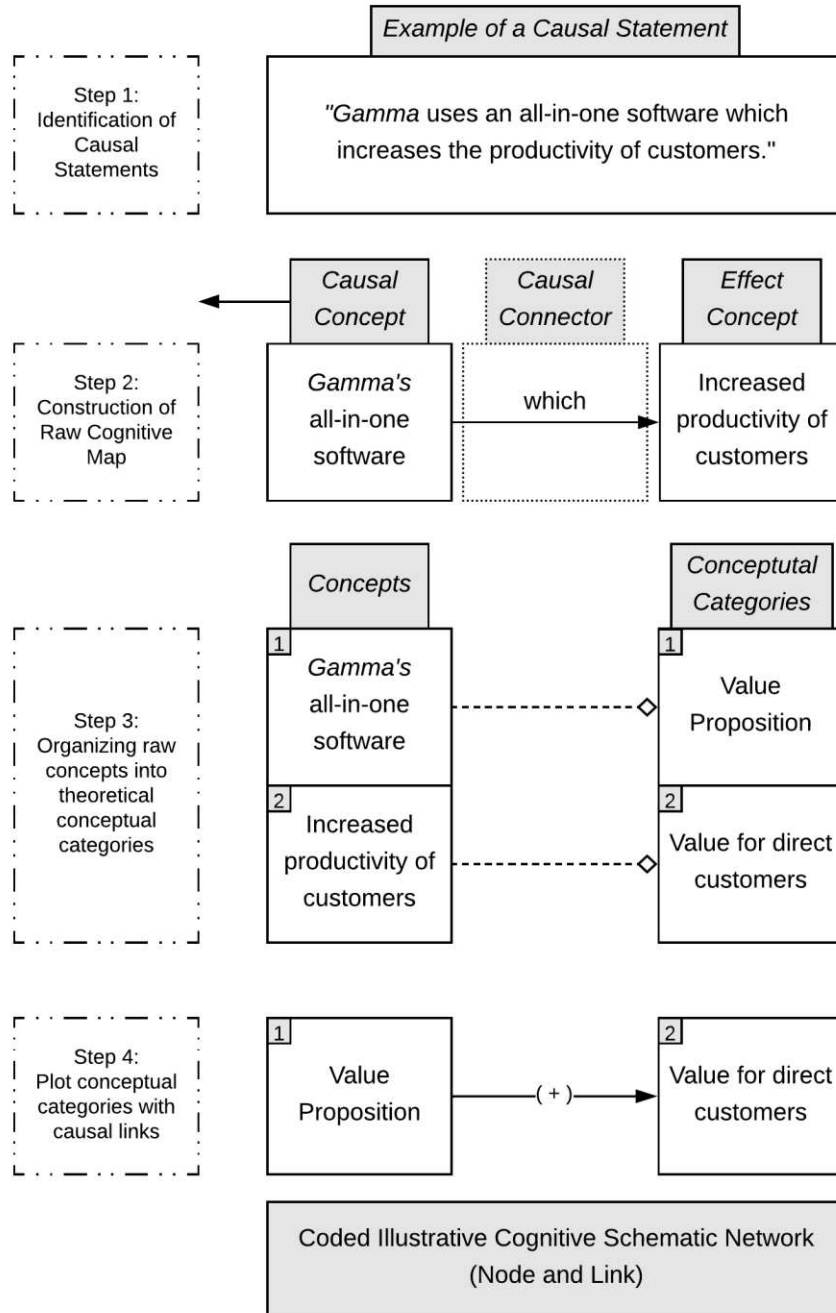 Example of a Causal Statement
Step 1:
Identification of
Causal
Statements
"Gamma uses an all-in-one software which
increases the productivity of customers."
Causal
Concept
Causal
Connector
Effect
Concept
Step 2:
Construction of
Raw Cognitive
Map
Gamma's
all-in-one
software
which
Increased
productivity of
customers
Concepts
Conceptutal
Categories
Step 3:
Organizing raw
concepts into
theoretical
conceptual
categories
1
Gamma's
all-in-one
software
1
Value
Proposition
2
Increased
productivity of
customers
2
Value for direct
customers
Step 4:
Plot conceptual
categories with
causal links
1
Value
Proposition
( + )
2
Value for direct
customers
Coded Illustrative Cognitive Schematic Network
(Node and Link)